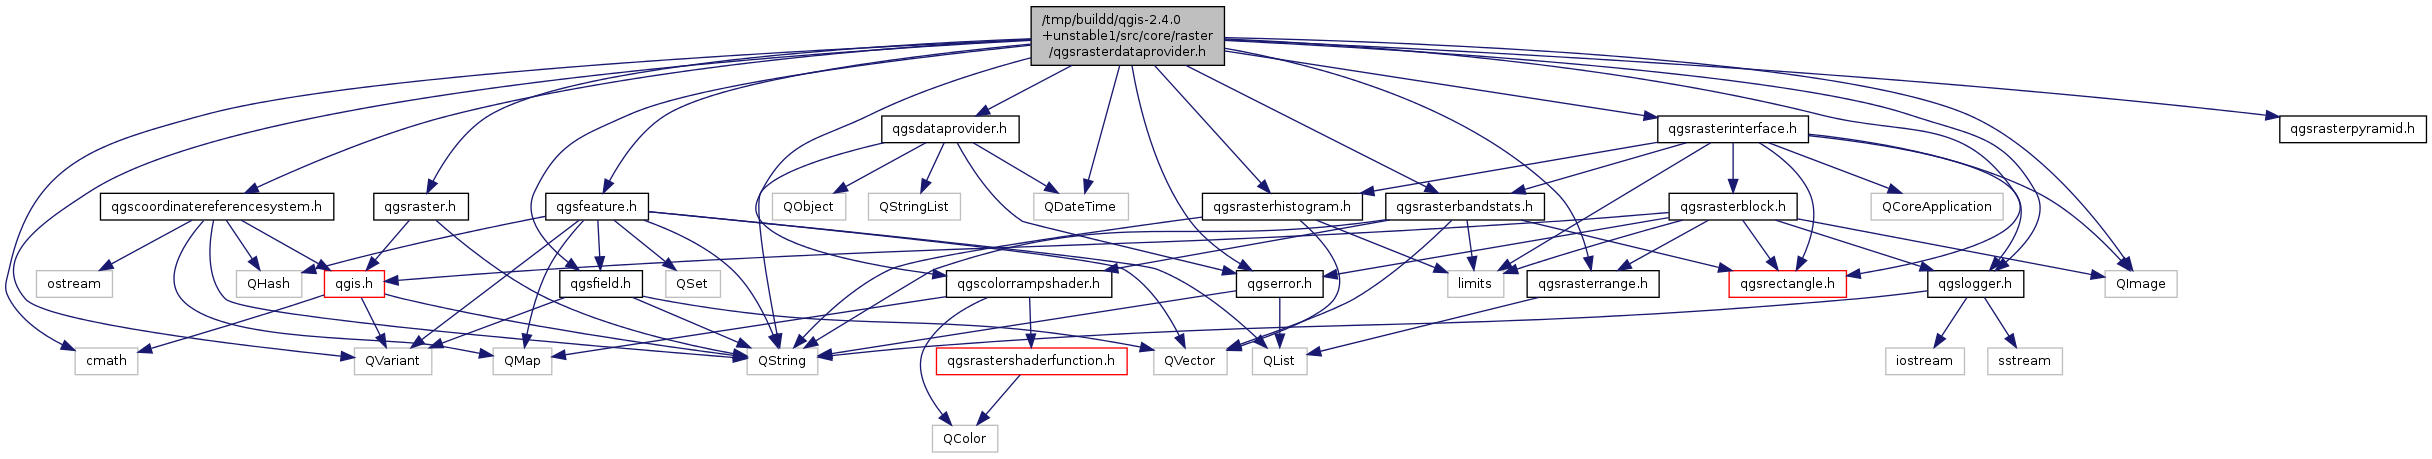 /tmp/buildd/qgis-2.4.0
+unstable1/src/core/raster
/qgsrasterdataprovider.h
qgsdataprovider.h
qgsrasterinterface.h
qgsrasterpyramid.h
qgscoordinatereferencesystem.h
qgsraster.h
qgsfeature.h
QObject
QStringList
QDateTime
qgsrasterhistogram.h
qgsrasterbandstats.h
qgsrasterblock.h
QCoreApplication
ostream
QHash
qgis.h
qgsfield.h
QSet
qgscolorrampshader.h
qgserror.h
limits
qgsrasterrange.h
qgsrectangle.h
qgslogger.h
QImage
cmath
QVariant
QMap
QString
qgsrastershaderfunction.h
QVector
QList
iostream
sstream
QColor